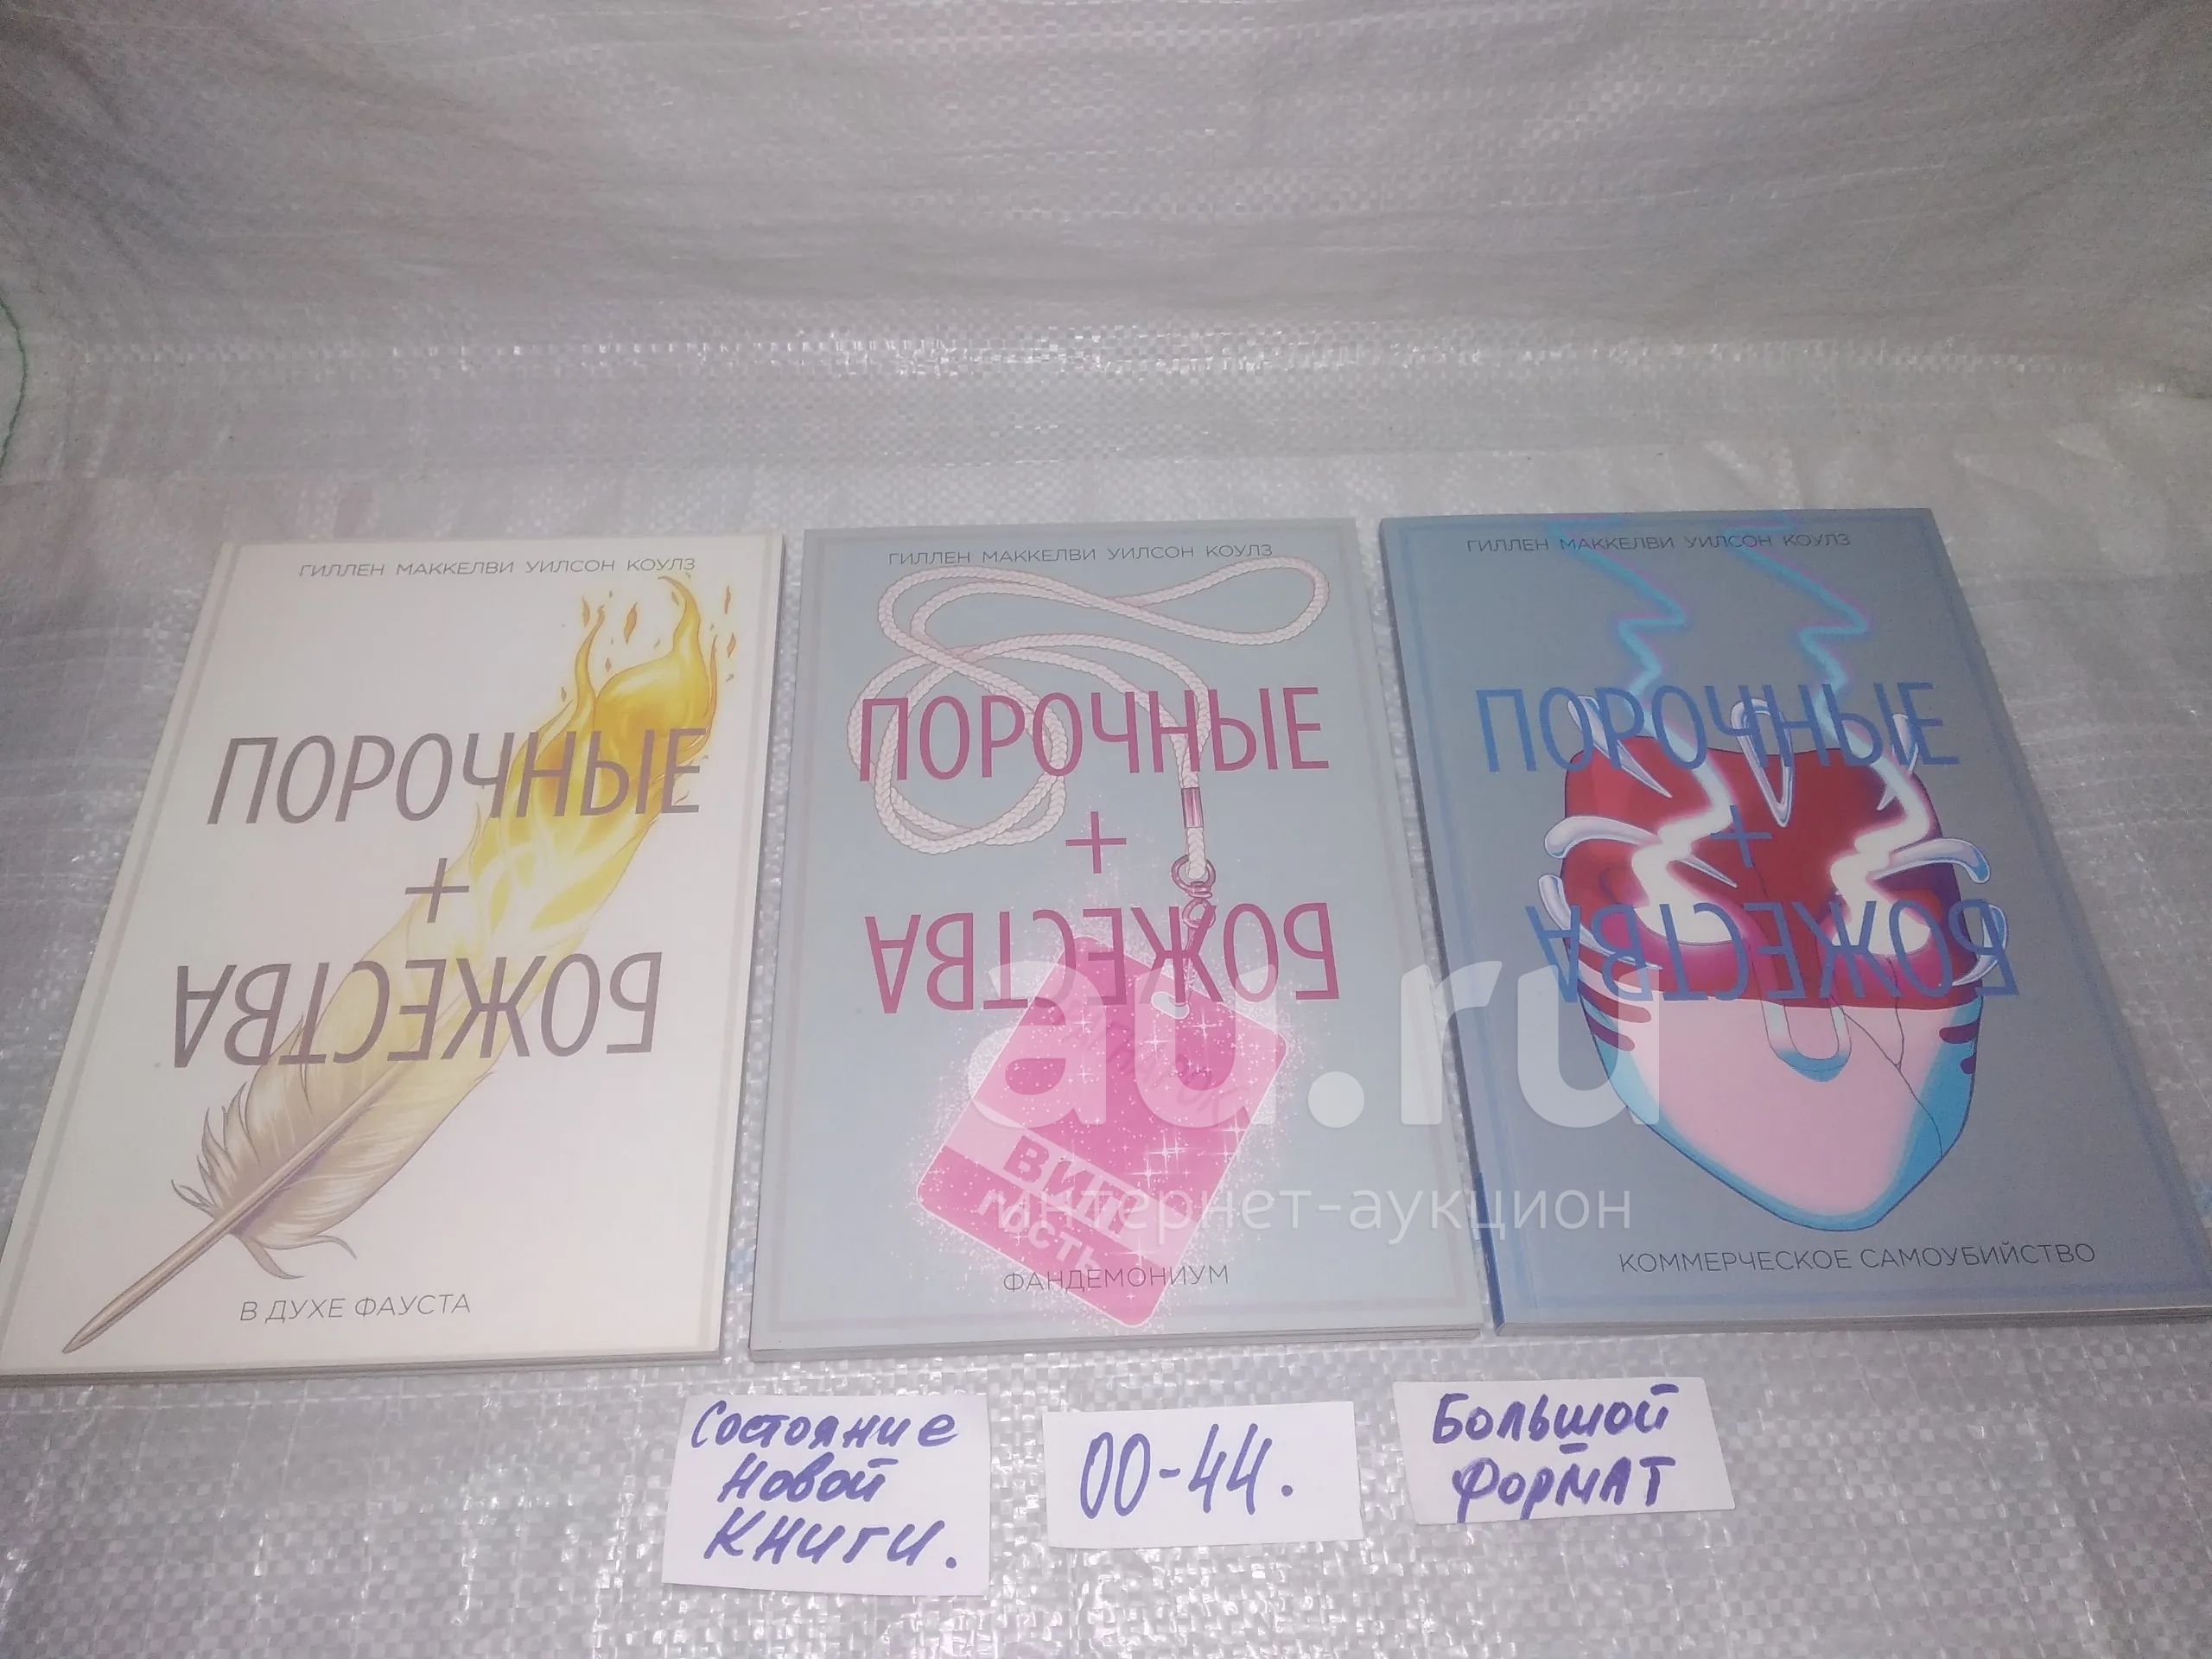 ГИЛЛЕН МАККЕЛВИ УИЛСОН КОУЛЗ
ПОРОЧНЫЕ
+
БОЖЕСТВА
В ДУХЕ ФАУСТА
ГИЛЛЕН МАККЕЛВИ УИЛСОН КОУЛЗ
ПОРОЧНЫЕ
+
БОЖЕСТВА
ВИП
ГОСТЬ
ФАНДЕМОНИУМ
ГИЛЛЕН МАККЕЛВИ УИЛСОН КОУЛЗ
ПОРОЧНЫЕ
+
БОЖЕСТВА
КОММЕРЧЕСКОЕ САМОУБИЙСТВО
au.ru
интернет-аукцион
Состояние
Новой
Книги.
00-44.
Большой
формат